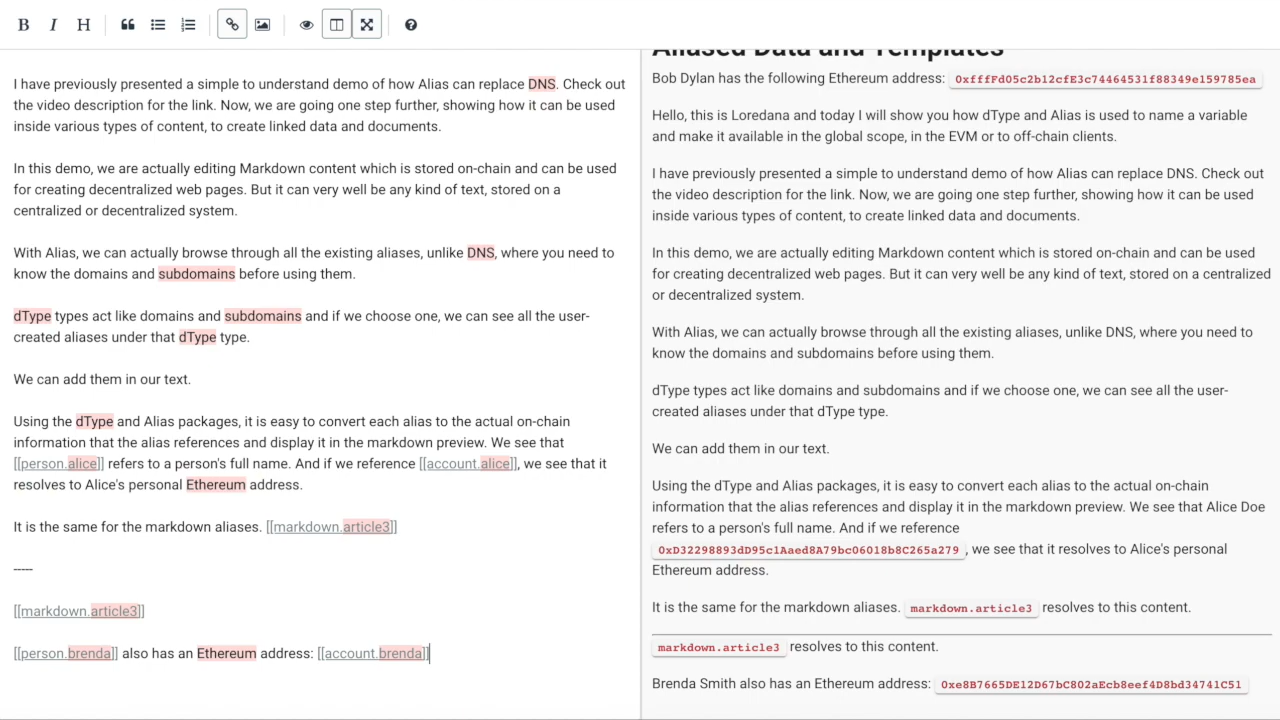 B I H
I have previously presented a simple to understand demo of how Alias can replace DNS. Check out
the video description for the link. Now, we are going one step further, showing how it can be used
inside various types of content, to create linked data and documents.
In this demo, we are actually editing Markdown content which is stored on-chain and can be used
for creating decentralized web pages. But it can very well be any kind of text, stored on a
centralized or decentralized system.
With Alias, we can actually browse through all the existing aliases, unlike DNS, where you need to
know the domains and subdomains before using them.
dType types act like domains and subdomains and if we choose one, we can see all the user-
created aliases under that dType type.
We can add them in our text.
Using the dType and Alias packages, it is easy to convert each alias to the actual on-chain
information that the alias references and display it in the markdown preview. We see that
[[person.alice]] refers to a person's full name. And if we reference [[account.alice]], we see that it
resolves to Alice's personal Ethereum address.
It is the same for the markdown aliases. [[markdown.article3]]
-----
[[markdown.article3]]
[[person.brenda]] also has an Ethereum address: [[account.brenda]]
Aliased Data and Templates
Bob Dylan has the following Ethereum address: 0xfffFd05c2b12cfE3c74464531f88349e159785ea
Hello, this is Loredana and today I will show you how dType and Alias is used to name a variable
and make it available in the global scope, in the EVM or to off-chain clients.
I have previously presented a simple to understand demo of how Alias can replace DNS. Check out
the video description for the link. Now, we are going one step further, showing how it can be used
inside various types of content, to create linked data and documents.
In this demo, we are actually editing Markdown content which is stored on-chain and can be used
for creating decentralized web pages. But it can very well be any kind of text, stored on a centralized
or decentralized system.
With Alias, we can actually browse through all the existing aliases, unlike DNS, where you need to
know the domains and subdomains before using them.
dType types act like domains and subdomains and if we choose one, we can see all the user-
created aliases under that dType type.
We can add them in our text.
Using the dType and Alias packages, it is easy to convert each alias to the actual on-chain
information that the alias references and display it in the markdown preview. We see that Alice Doe
refers to a person's full name. And if we reference
0xD32298893dD95c1Aaed8A79bc06018b8C265a279 , we see that it resolves to Alice's personal
Ethereum address.
It is the same for the markdown aliases. markdown.article3 resolves to this content.
markdown.article3 resolves to this content.
Brenda Smith also has an Ethereum address: 0xe8B7665DE12D67bC802aEcb8eef4D8bd34741C51